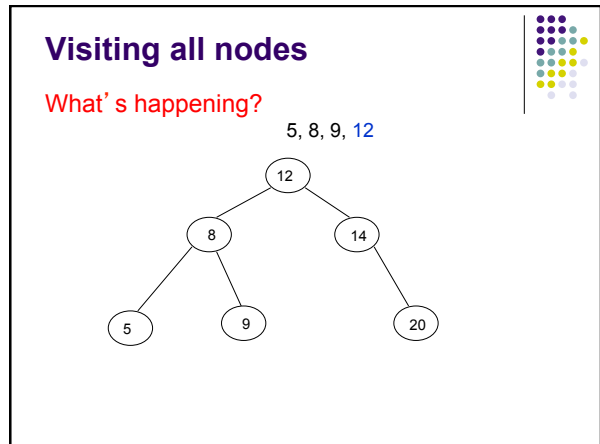 Visiting all nodes
What's happening?
5, 8, 9, 12
12
8 14
5 9 20